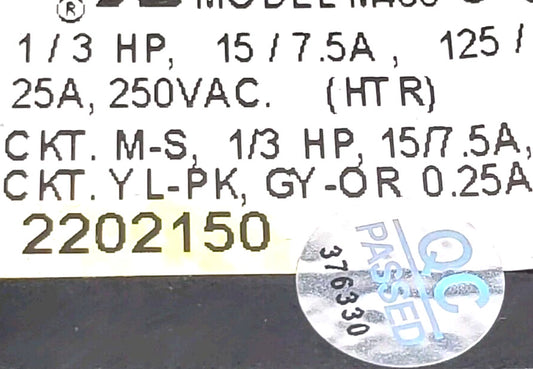 ® MODEL
1/3 HP, 15/7.5A, 125/
25A, 250VAC. (HTR)
CKT. M-S, 1/3 HP, 15/7.5A,
CKT. YL-PK, GY-OR 0.25A
2202150
QC
PASSED
376330